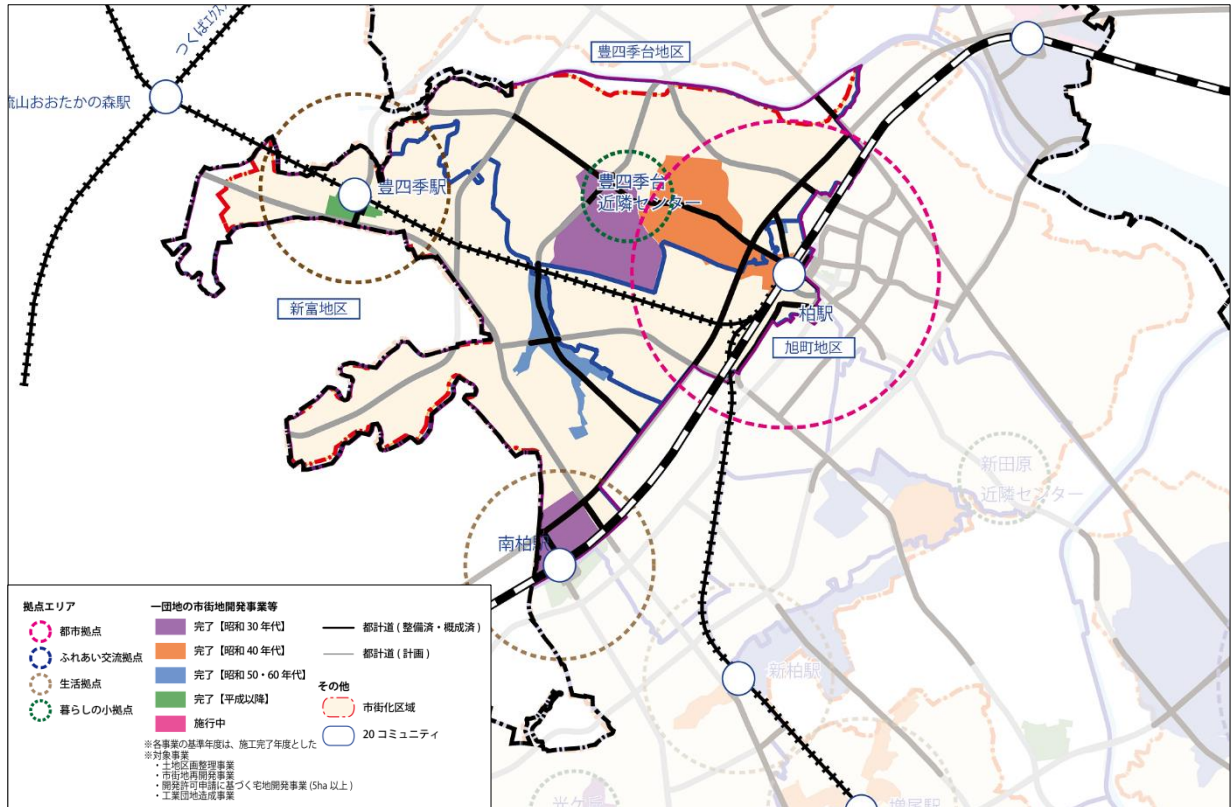 つくばエクスプ
豊四季台地区
流山おおたかの森駅
豊四季駅
豊四季台
近隣センター
新富地区
柏駅
旭町地区
新田原
近隣センター
南柏駅
新柏駅
増尾駅
光ケ丘
拠点エリア
都市拠点
ふれあい交流拠点
生活拠点
暮らしの小拠点
一団地の市街地開発事業等
完了【昭和 30 年代】
完了【昭和 40 年代】
完了【昭和 50・60 年代】
完了【平成以降】
施行中
都計道 ( 整備済・概成済 )
都計道 ( 計画 )
その他
市街化区域
20 コミュニティ
※各事業の基準年度は、施工完了年度とした
※対象事業
・土地区画整理事業
・市街地再開発事業
・開発許可申請に基づく宅地開発事業 (5ha 以上 )
・工業団地造成事業